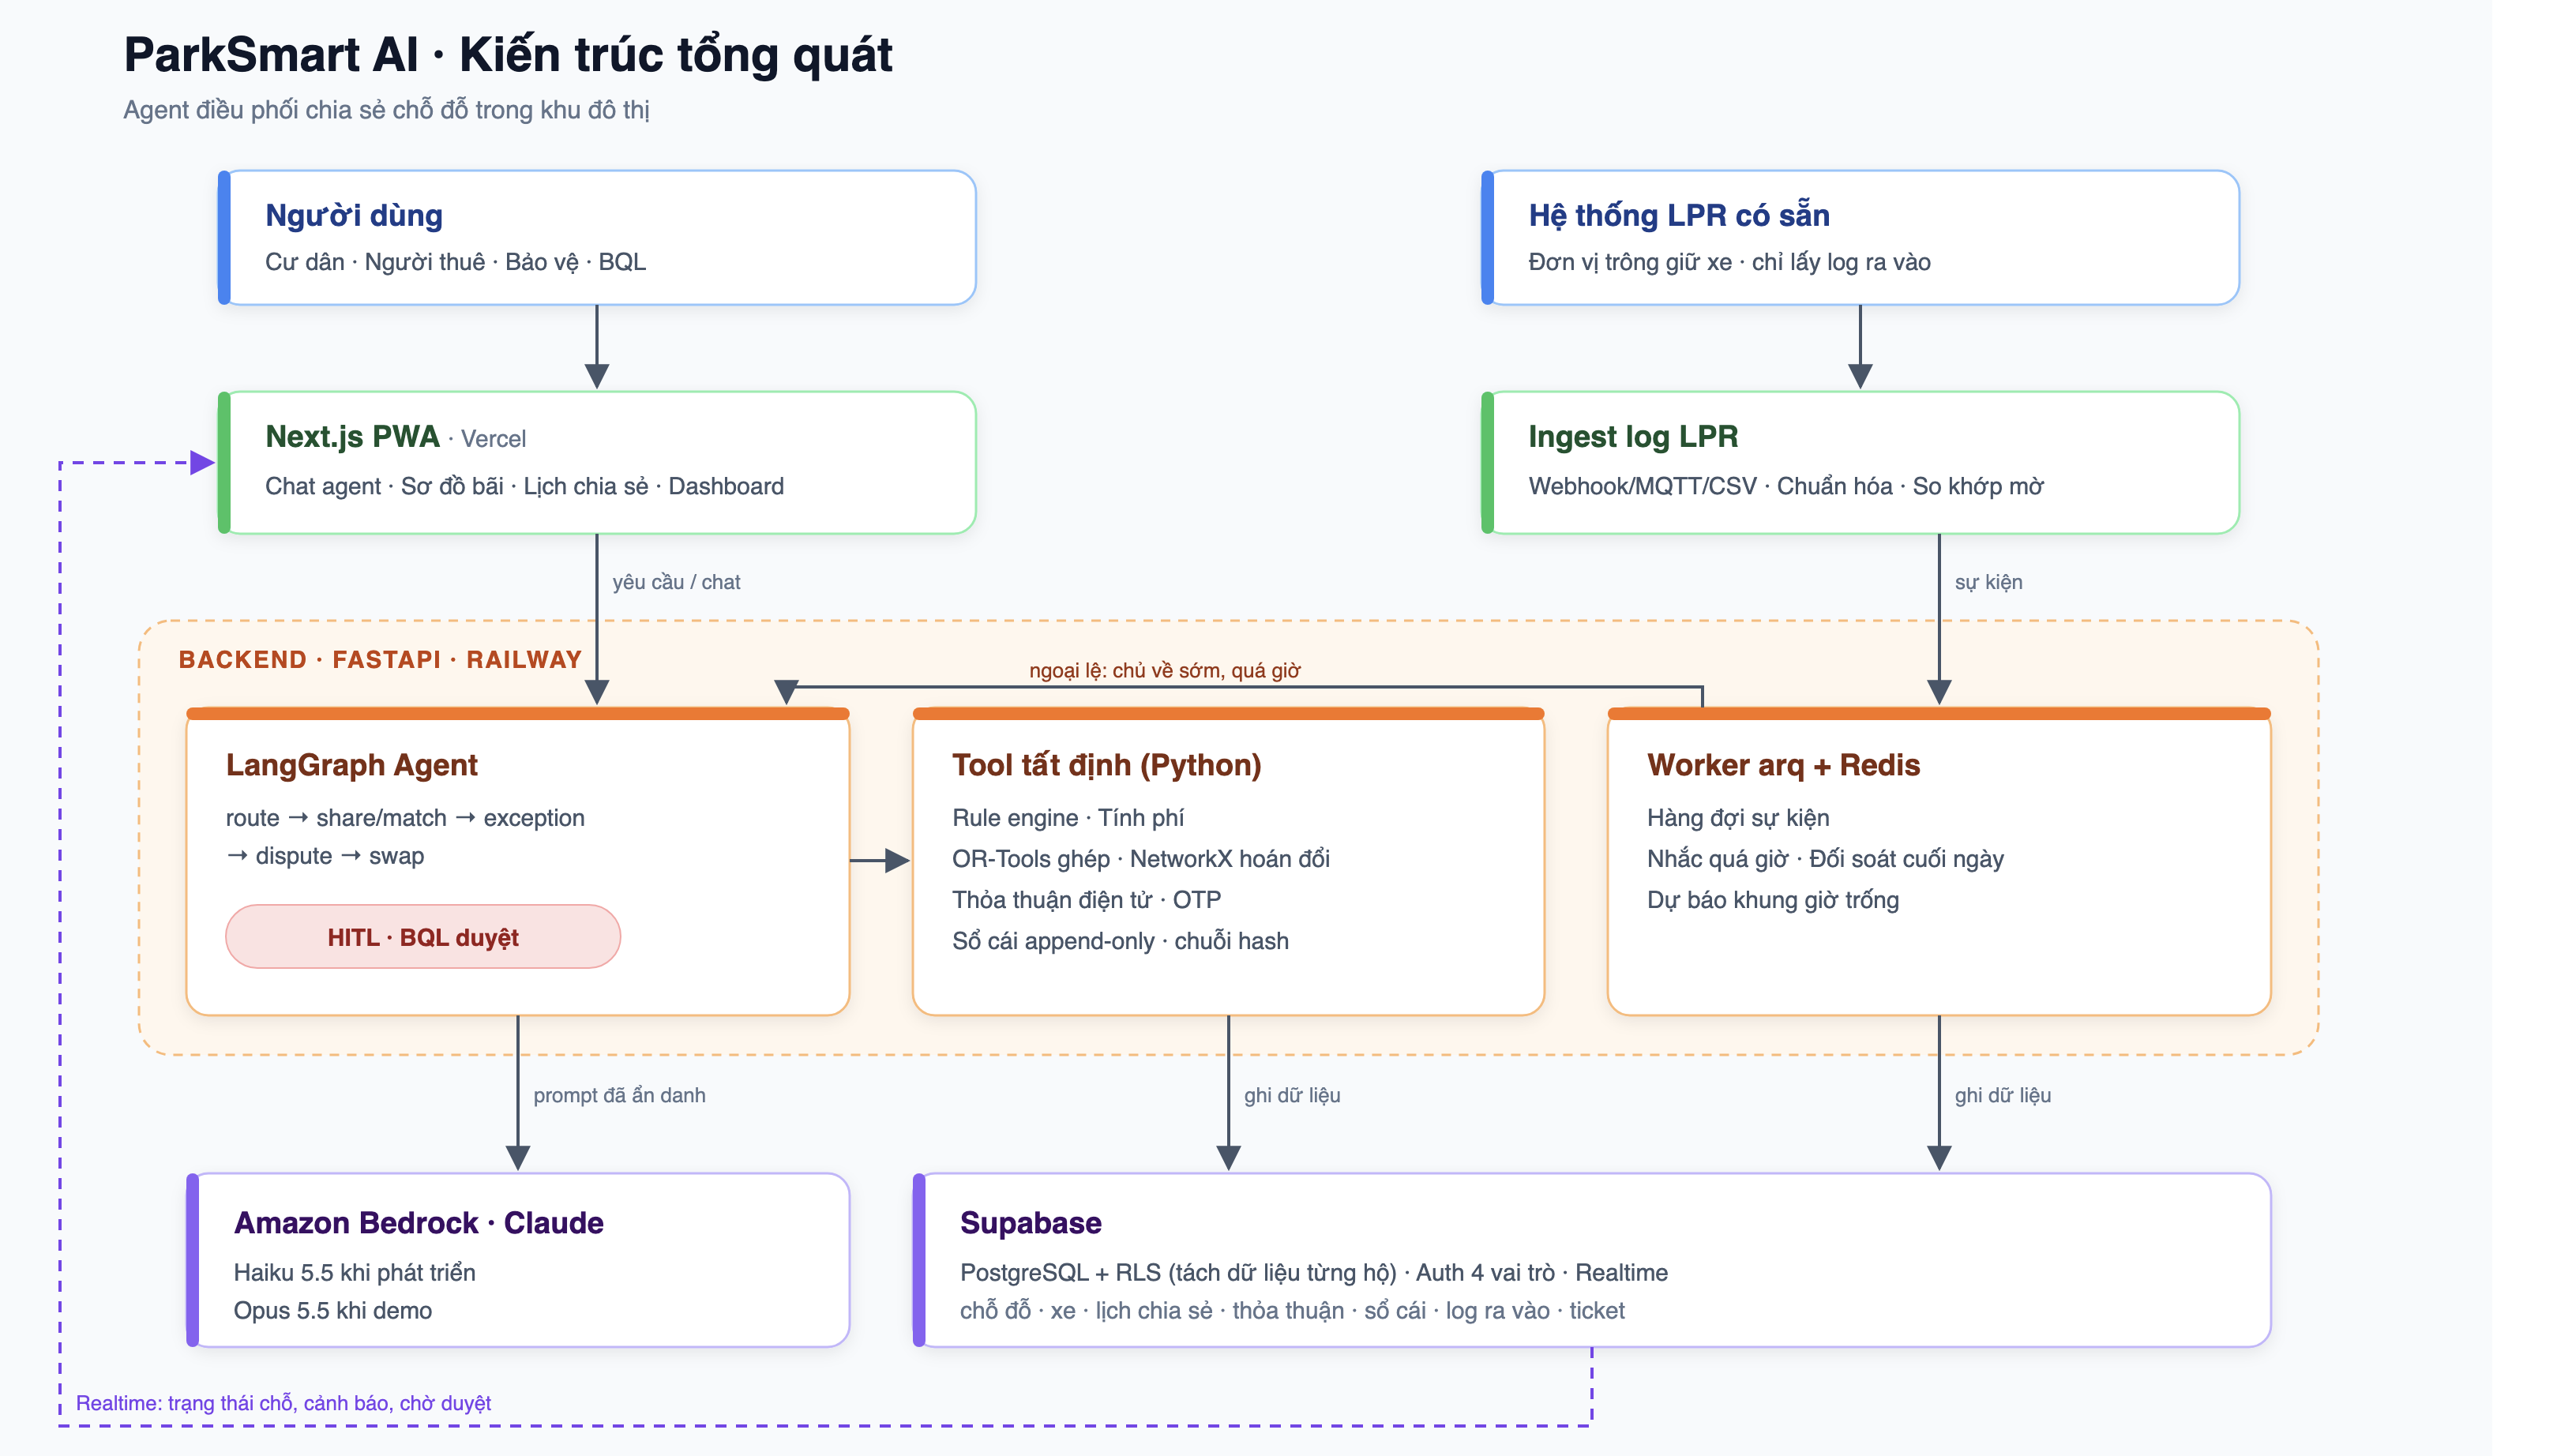 ParkSmart AI · Kiến trúc tổng quát
Agent điều phối chia sẻ chỗ đỗ trong khu đô thị
Người dùng
Cư dân · Người thuê · Bảo vệ · BQL
Hệ thống LPR có sẵn
Đơn vị trông giữ xe · chỉ lấy log ra vào
Next.js PWA · Vercel
Chat agent · Sơ đồ bãi · Lịch chia sẻ · Dashboard
Ingest log LPR
Webhook/MQTT/CSV · Chuẩn hóa · So khớp mờ
yêu cầu / chat
sự kiện
BACKEND · FASTAPI · RAILWAY
ngoại lệ: chủ về sớm, quá giờ
LangGraph Agent
route → share/match → exception
→ dispute → swap
HITL · BQL duyệt
Tool tất định (Python)
Rule engine · Tính phí
OR-Tools ghép · NetworkX hoán đổi
Thỏa thuận điện tử · OTP
Sổ cái append-only · chuỗi hash
Worker arq + Redis
Hàng đợi sự kiện
Nhắc quá giờ · Đối soát cuối ngày
Dự báo khung giờ trống
prompt đã ẩn danh
ghi dữ liệu
ghi dữ liệu
Amazon Bedrock · Claude
Haiku 5.5 khi phát triển
Opus 5.5 khi demo
Supabase
PostgreSQL + RLS (tách dữ liệu từng hộ) · Auth 4 vai trò · Realtime
chỗ đỗ · xe · lịch chia sẻ · thỏa thuận · sổ cái · log ra vào · ticket
Realtime: trạng thái chỗ, cảnh báo, chờ duyệt